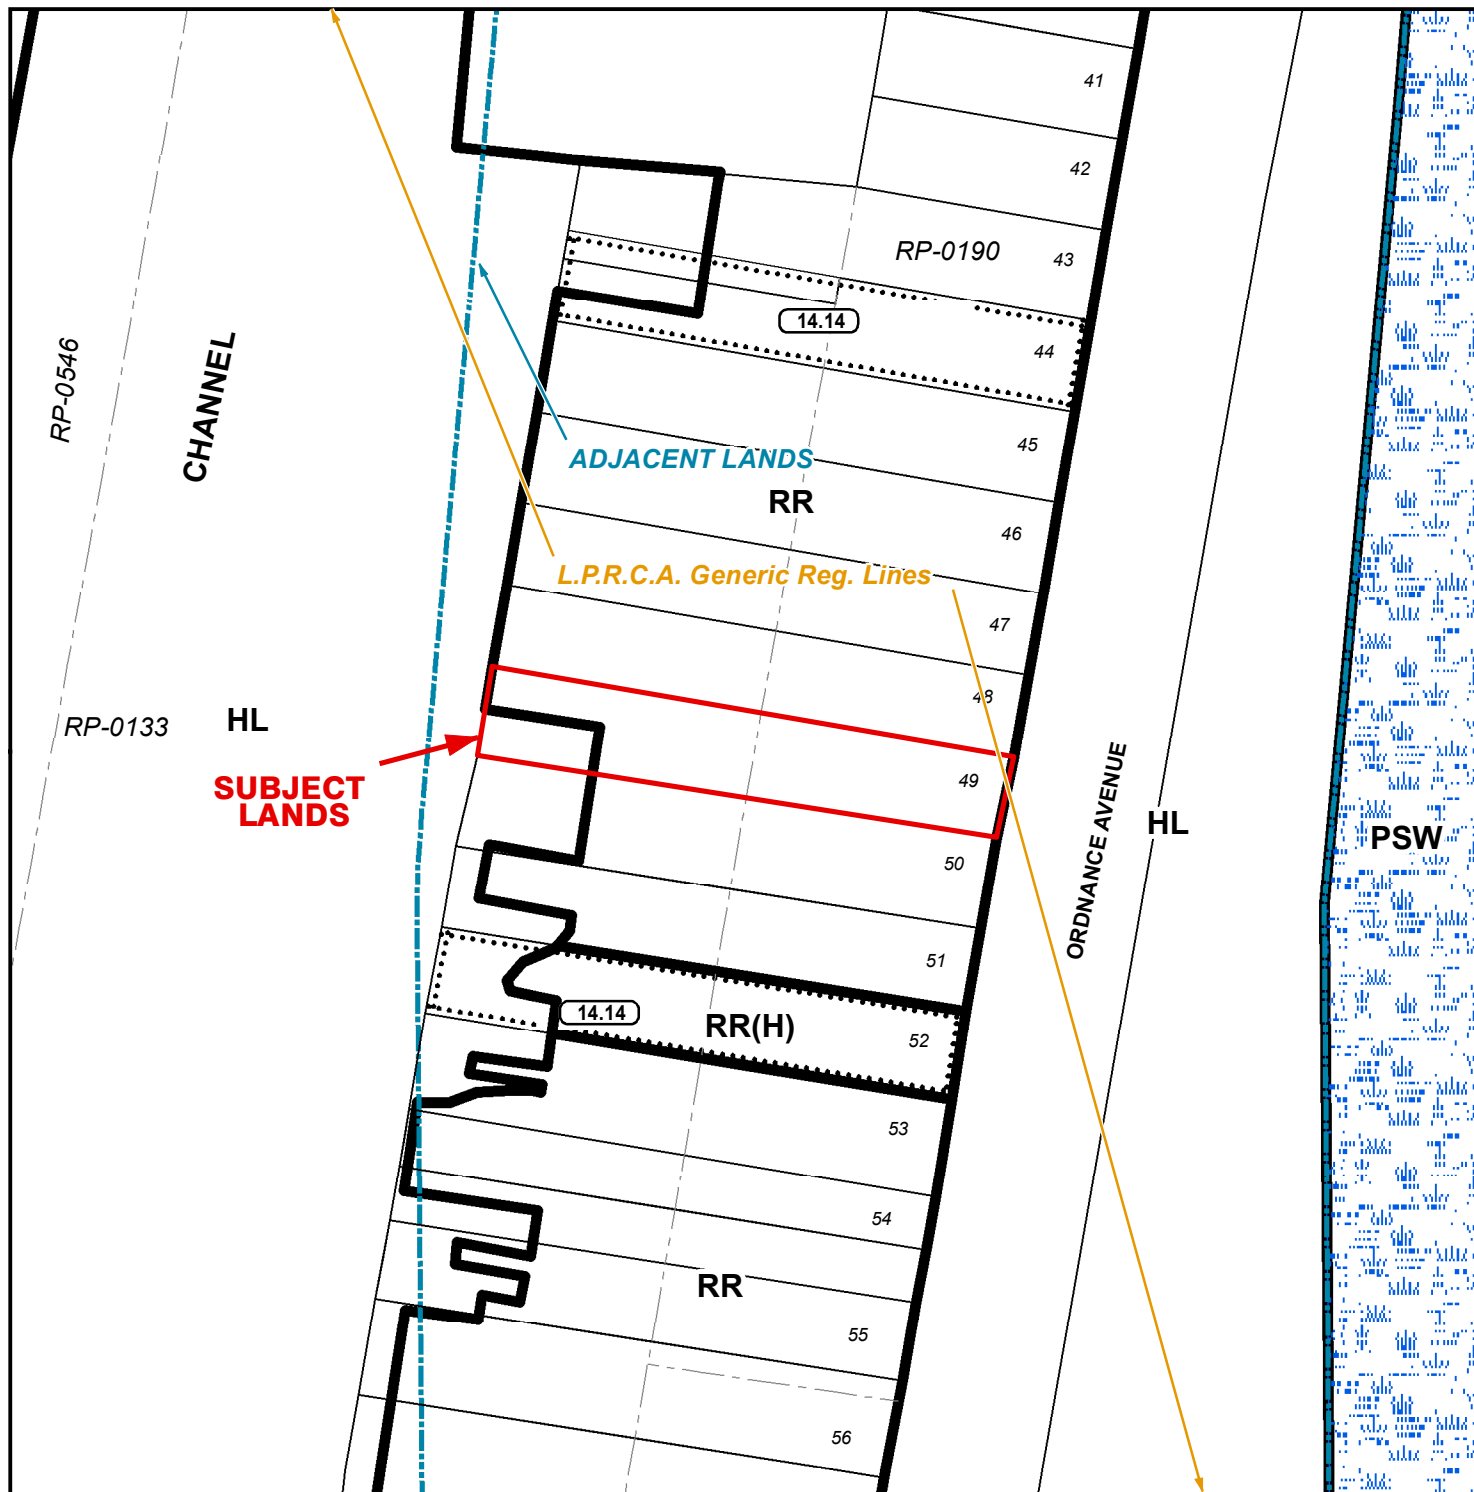 41
42
RP-0190
43
14.14
44
RP-0546
CHANNEL
45
ADJACENT LANDS
RR
46
L.P.R.C.A. Generic Reg. Lines
47
48
RP-0133
HL
SUBJECT
LANDS
49
ORDNANCE AVENUE
HL
PSW
50
51
14.14
RR(H)
52
53
54
RR
55
56